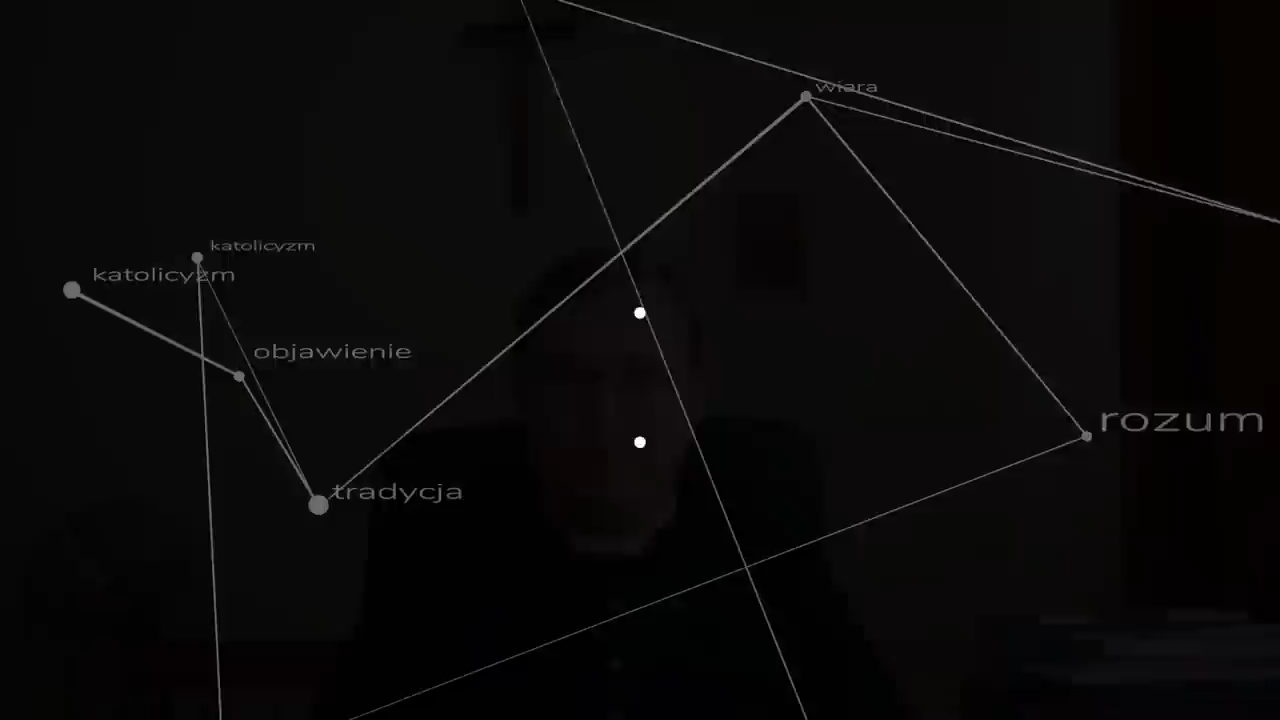 wiara
katolicyzm
katolicyzm
objawienie
rozum
tradycja